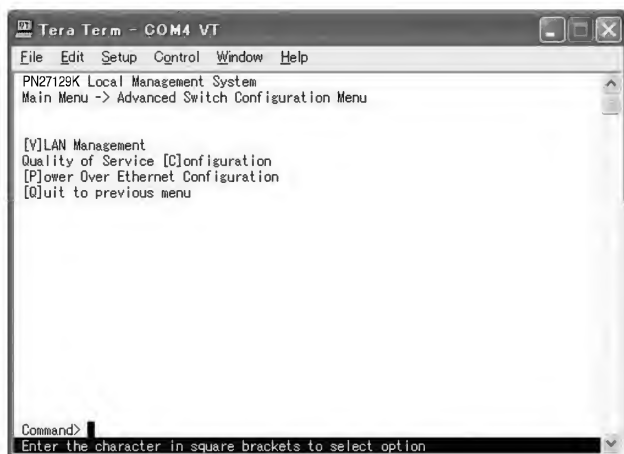 Tera Term - COM4 VT
File Edit Setup Control Window Help
PN27129K Local Management System
Main Menu -> Advanced Switch Configuration Menu
[V]LAN Management
Quality of Service [C]onfiguration
[P]ower Over Ethernet Configuration
[Q]uit to previous menu
Command>
Enter the character in square brackets to select option